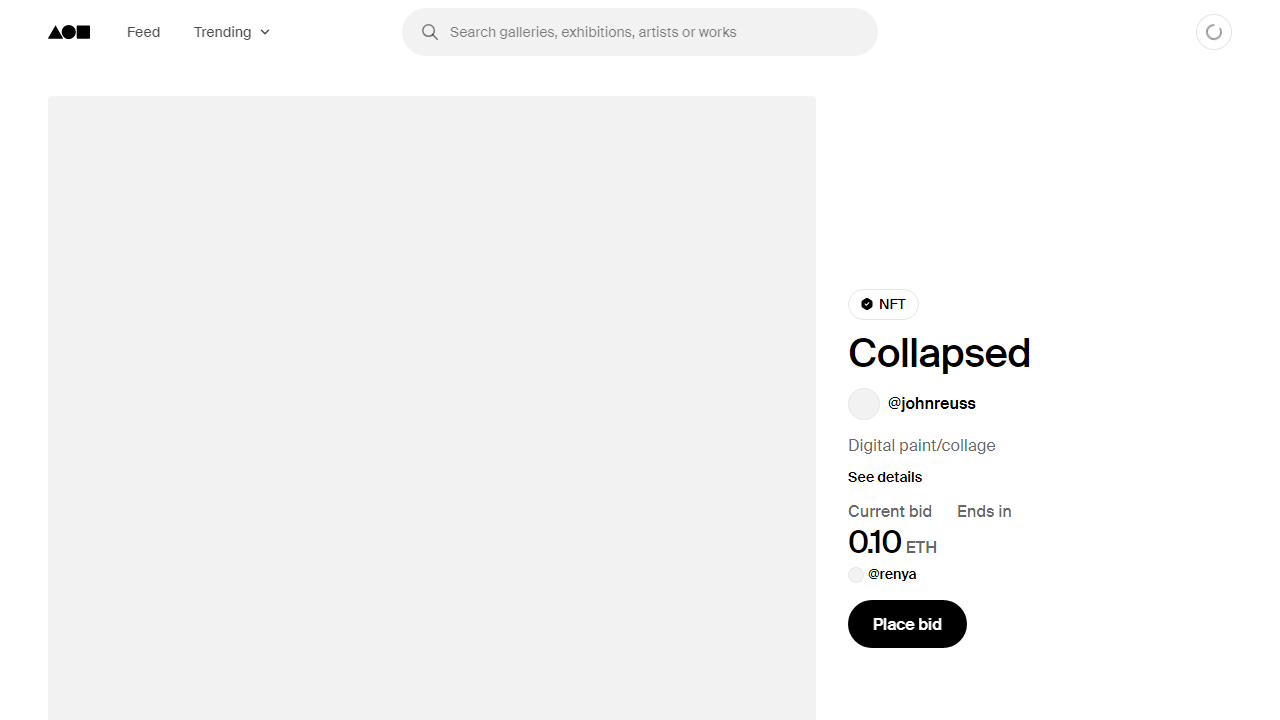 Feed
Trending
Search galleries, exhibitions, artists or works
NFT
Collapsed
@johnreuss
Digital paint/collage
See details
Current bid
Ends in
0.10 ETH
@renya
Place bid